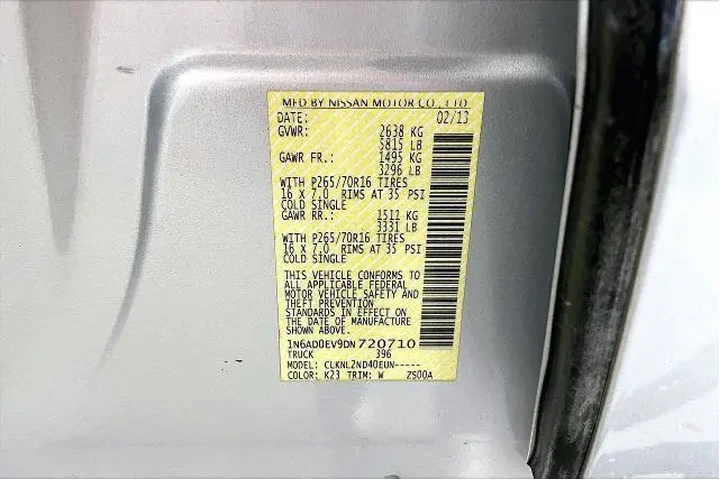 MFD BY NISSAN MOTOR CO., LTD
DATE: 02/13
GVWR: 2638 KG
5815 LB
GAWR FR.: 1495 KG
3296 LB
WITH P265/70R16 TIRES
16 X 7.0 RIMS AT 35 PSI
COLD SINGLE
GAWR RR.: 1511 KG
3331 LB
WITH P265/70R16 TIRES
16 X 7.0 RIMS AT 35 PSI
COLD SINGLE
THIS VEHICLE CONFORMS TO
ALL APPLICABLE FEDERAL
MOTOR VEHICLE SAFETY AND
THEFT PREVENTION
STANDARDS IN EFFECT ON
THE DATE OF MANUFACTURE
SHOWN ABOVE.
1N6AD0EV9DN720710
TRUCK 396
MODEL: CLKNL2ND40EUN-----
COLOR: K23 TRIM: W ZS00A